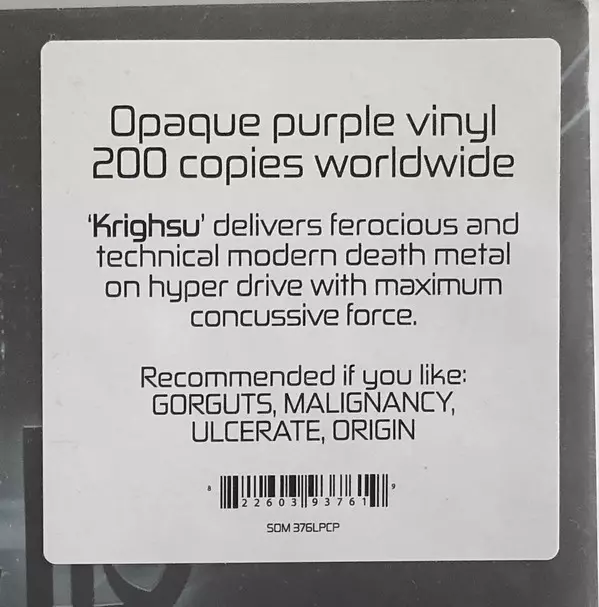 Opaque purple vinyl
200 copies worldwide
'Krighsu' delivers ferocious and
technical modern death metal
on hyper drive with maximum
concussive force.
Recommended if you like:
GORGUTS, MALIGNANCY,
ULCERATE, ORIGIN
8 22603 93761 9
SOM 376LPCP